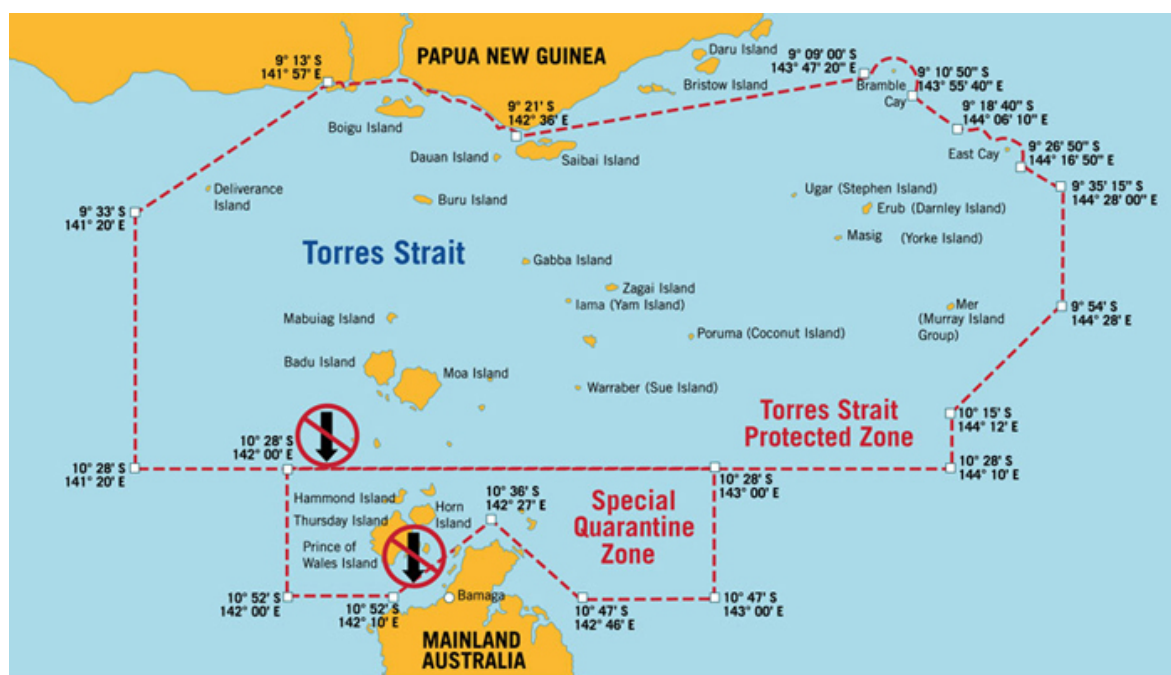 PAPUA NEW GUINEA
Daru Island
Bristow Island
9° 13' S
141° 57' E
9° 09' 00" S
143° 47' 20" E
Bramble
Cay
9° 10' 50" S
143° 55' 40" E
9° 18' 40" S
144° 06' 10" E
East Cay
9° 26' 50" S
144° 16' 50" E
9° 35' 15" S
144° 28' 00" E
Boigu Island
9° 21' S
142° 36' E
Dauan Island
Saibai Island
Deliverance
Island
Buru Island
9° 33' S
141° 20' E
Ugar (Stephen Island)
Erub (Darnley Island)
Masig (Yorke Island)
Torres Strait
Gabba Island
Zagai Island
Iama (Yam Island)
Mer
(Murray Island
Group)
9° 54' S
144° 28' E
Mabuiag Island
Poruma (Coconut Island)
Badu Island
Moa Island
Warraber (Sue Island)
Torres Strait
Protected Zone
10° 15' S
144° 12' E
10° 28' S
141° 20' E
10° 28' S
142° 00' E
10° 28' S
143° 00' E
10° 28' S
144° 10' E
Hammond Island
Thursday Island
Horn
Island
Prince of
Wales Island
10° 36' S
142° 27' E
Special
Quarantine
Zone
10° 52' S
142° 00' E
10° 52' S
142° 10' E
Bamaga
10° 47' S
142° 46' E
10° 47' S
143° 00' E
MAINLAND
AUSTRALIA